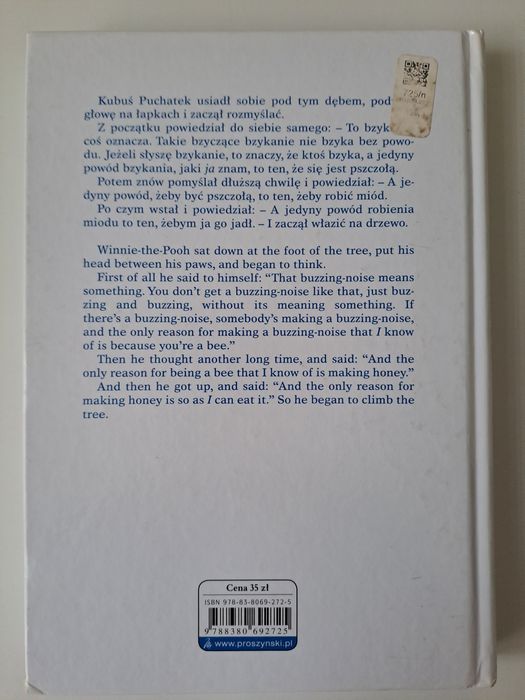 Kubuś Puchatek usiadł sobie pod tym dębem, pod
głowę na łapkach i zaczął rozmyślać.
Z początku powiedział do siebie samego: – To bzyk
coś oznacza. Takie bzyczące bzykanie nie bzyka bez powo-
du. Jeżeli słyszę bzykanie, to znaczy, że ktoś bzyka, a jedyny
powód bzykania, jaki ja znam, to ten, że się jest pszczołą.
Potem znów pomyślał dłuższą chwilę i powiedział: – A je-
dyny powód, żeby być pszczołą, to ten, żeby robić miód.
Po czym wstał i powiedział: – A jedyny powód robienia
miodu to ten, żebym ja go jadł. – I zaczął włazić na drzewo.
Winnie-the-Pooh sat down at the foot of the tree, put his
head between his paws, and began to think.
First of all he said to himself: “That buzzing-noise means
something. You don't get a buzzing-noise like that, just buz-
zing and buzzing, without its meaning something. If
there's a buzzing-noise, somebody's making a buzzing-noise,
and the only reason for making a buzzing-noise that I know
of is because you're a bee.”
Then he thought another long time, and said: “And the
only reason for being a bee that I know of is making honey.”
And then he got up, and said: “And the only reason for
making honey is so as I can eat it.” So he began to climb the
tree.
Cena 35 zł
ISBN 978-83-8069-272-5
9788380692725
www.proszynski.pl